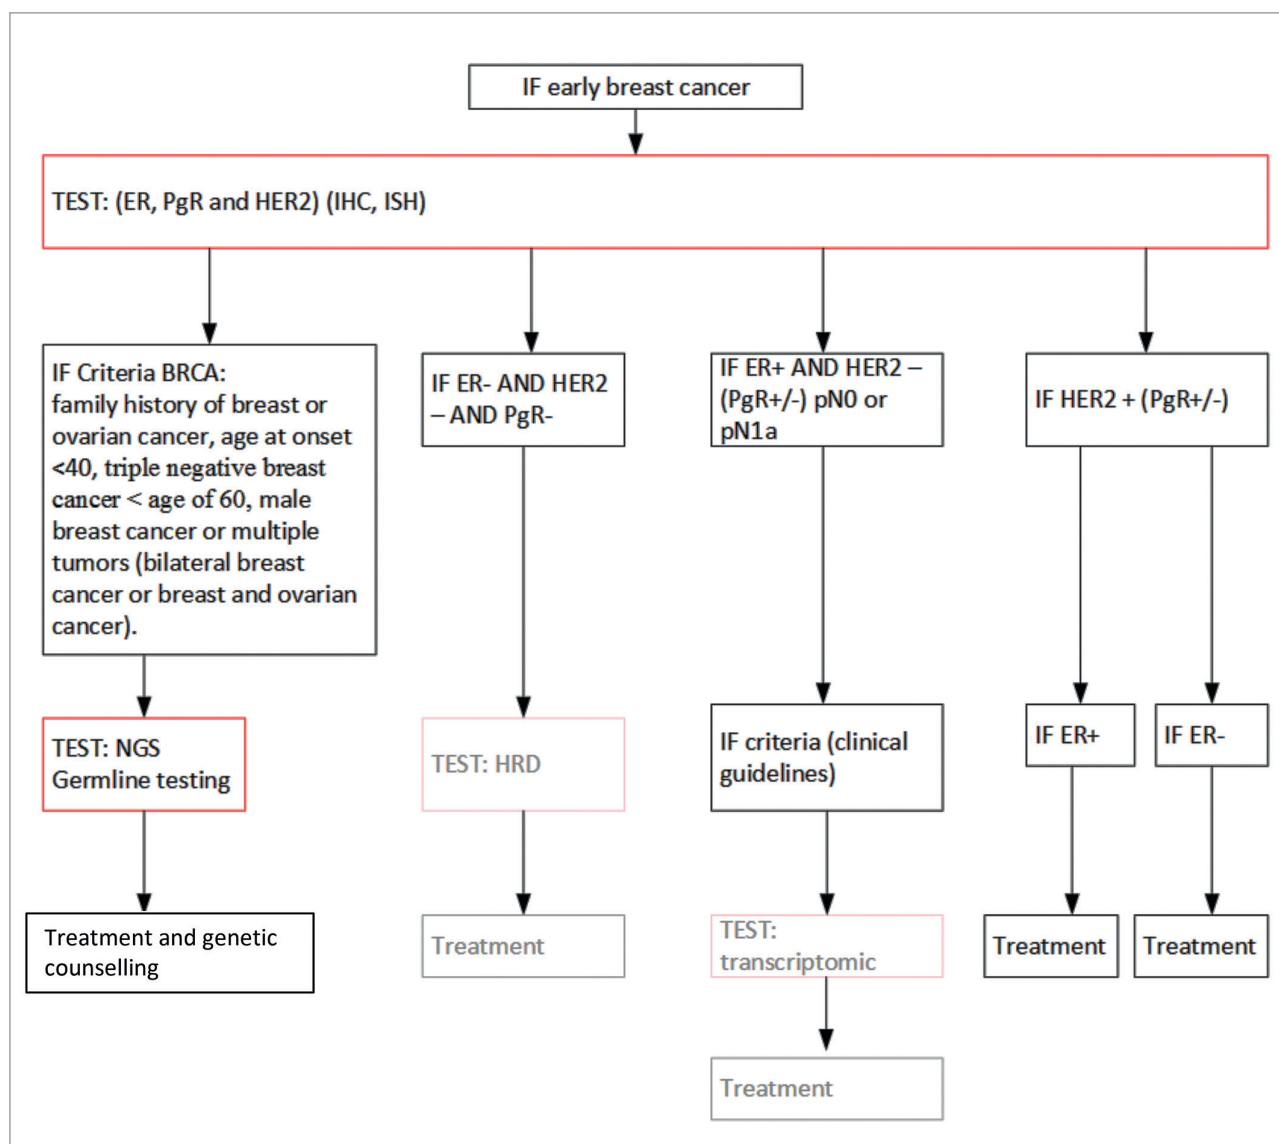 IF early breast cancer
TEST: (ER, PgR and HER2) (IHC, ISH)
IF Criteria BRCA:
family history of breast or
ovarian cancer, age at onset
<40, triple negative breast
cancer < age of 60, male
breast cancer or multiple
tumors (bilateral breast
cancer or breast and ovarian
cancer).
IF ER- AND HER2
– AND PgR-
IF ER+ AND HER2 –
(PgR+/-) pN0 or
pN1a
IF HER2 + (PgR+/-)
TEST: NGS
Germline testing
TEST: HRD
IF criteria (clinical
guidelines)
IF ER+
IF ER-
Treatment and genetic
counselling
Treatment
TEST:
transcriptomic
Treatment
Treatment
Treatment